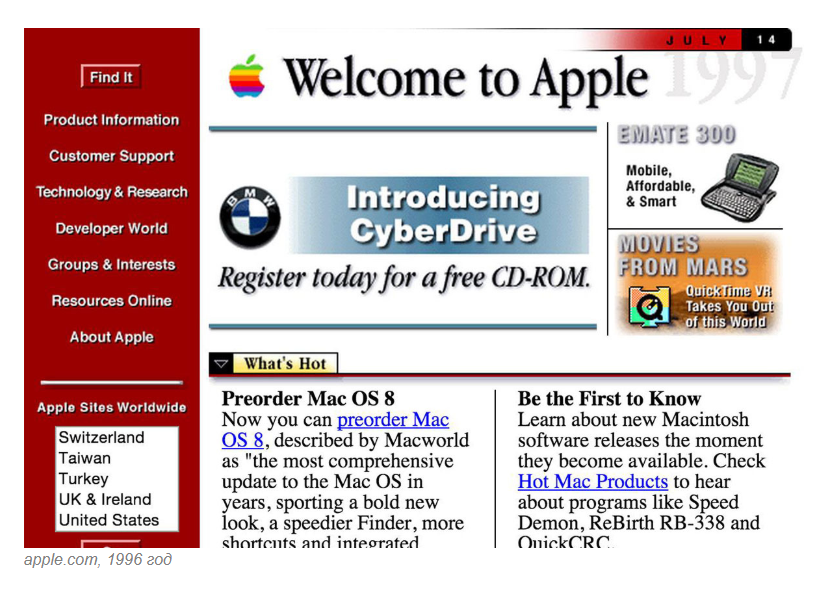 JULY 14
1997
Welcome to Apple
Find It
Product Information
Customer Support
Technology & Research
Developer World
Groups & Interests
Resources Online
About Apple
Apple Sites Worldwide
Switzerland
Taiwan
Turkey
UK & Ireland
United States
BMW
Introducing
CyberDrive
Register today for a free CD-ROM.
EMATE 300
Mobile,
Affordable,
& Smart
MOVIES
FROM MARS
QuickTime VR
Takes You Out
of this World
What's Hot
Preorder Mac OS 8
Now you can preorder Mac
OS 8, described by Macworld
as "the most comprehensive
update to the Mac OS in
years, sporting a bold new
look, a speedier Finder, more
shortcuts and integrated
Be the First to Know
Learn about new Macintosh
software releases the moment
they become available. Check
Hot Mac Products to hear
about programs like Speed
Demon, ReBirth RB-338 and
QuickCRC.
apple.com, 1996 год